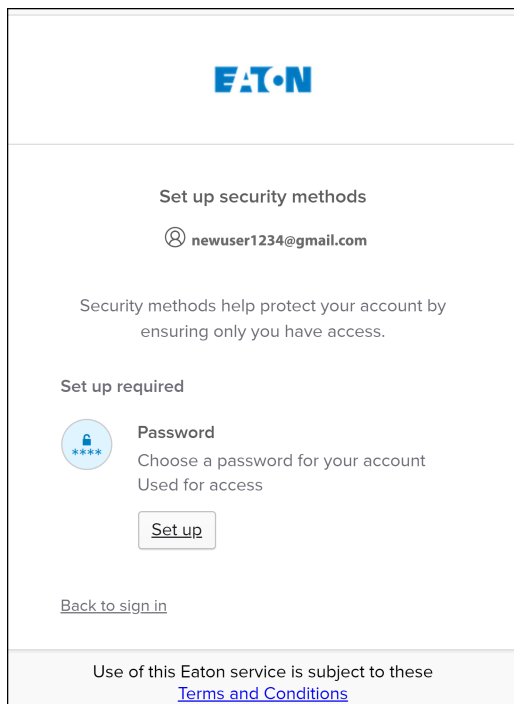 EATON
Set up security methods
newuser1234@gmail.com
Security methods help protect your account by
ensuring only you have access.
Set up required
****
Password
Choose a password for your account
Used for access
Set up
Back to sign in
Use of this Eaton service is subject to these
Terms and Conditions